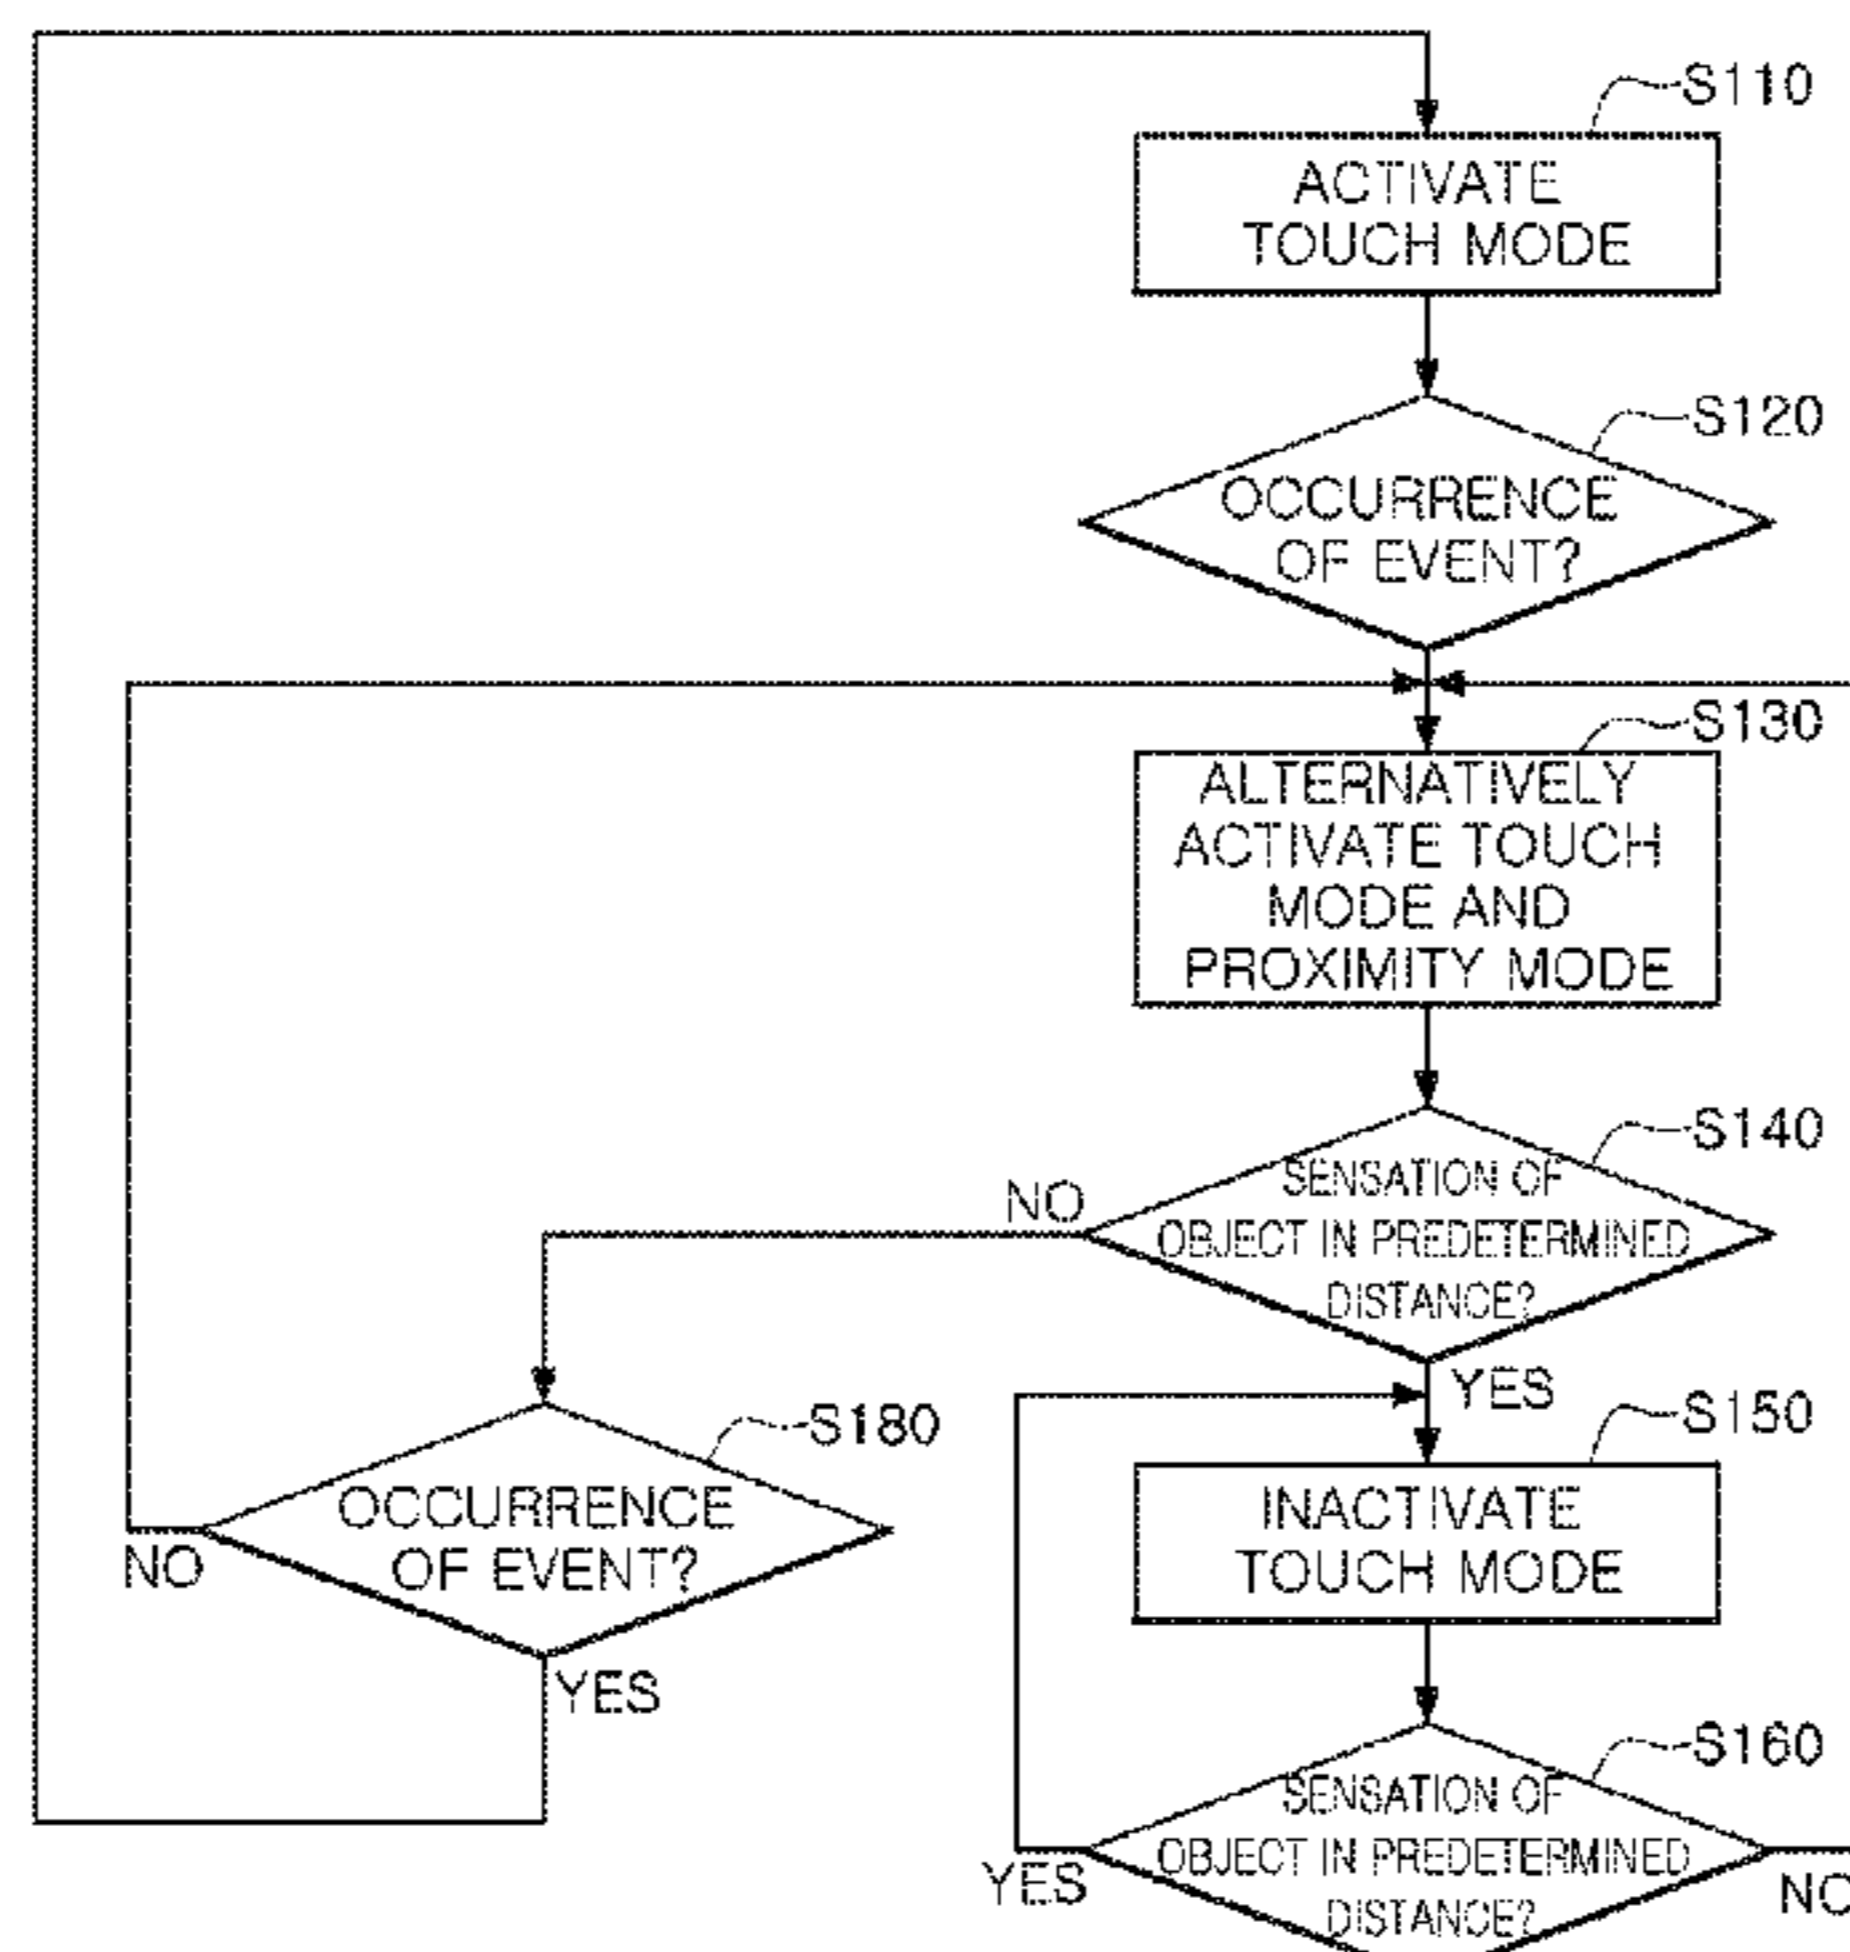 S110
ACTIVATE
TOUCH MODE
S120
OCCURRENCE
OF EVENT?
S130
ALTERNATIVELY
ACTIVATE TOUCH
MODE AND
PROXIMITY MODE
S140
SENSATION OF
OBJECT IN PREDETERMINED
DISTANCE?
NO
YES
S180
OCCURRENCE
OF EVENT?
NO
YES
S150
INACTIVATE
TOUCH MODE
S160
SENSATION OF
OBJECT IN PREDETERMINED
DISTANCE?
YES
NO